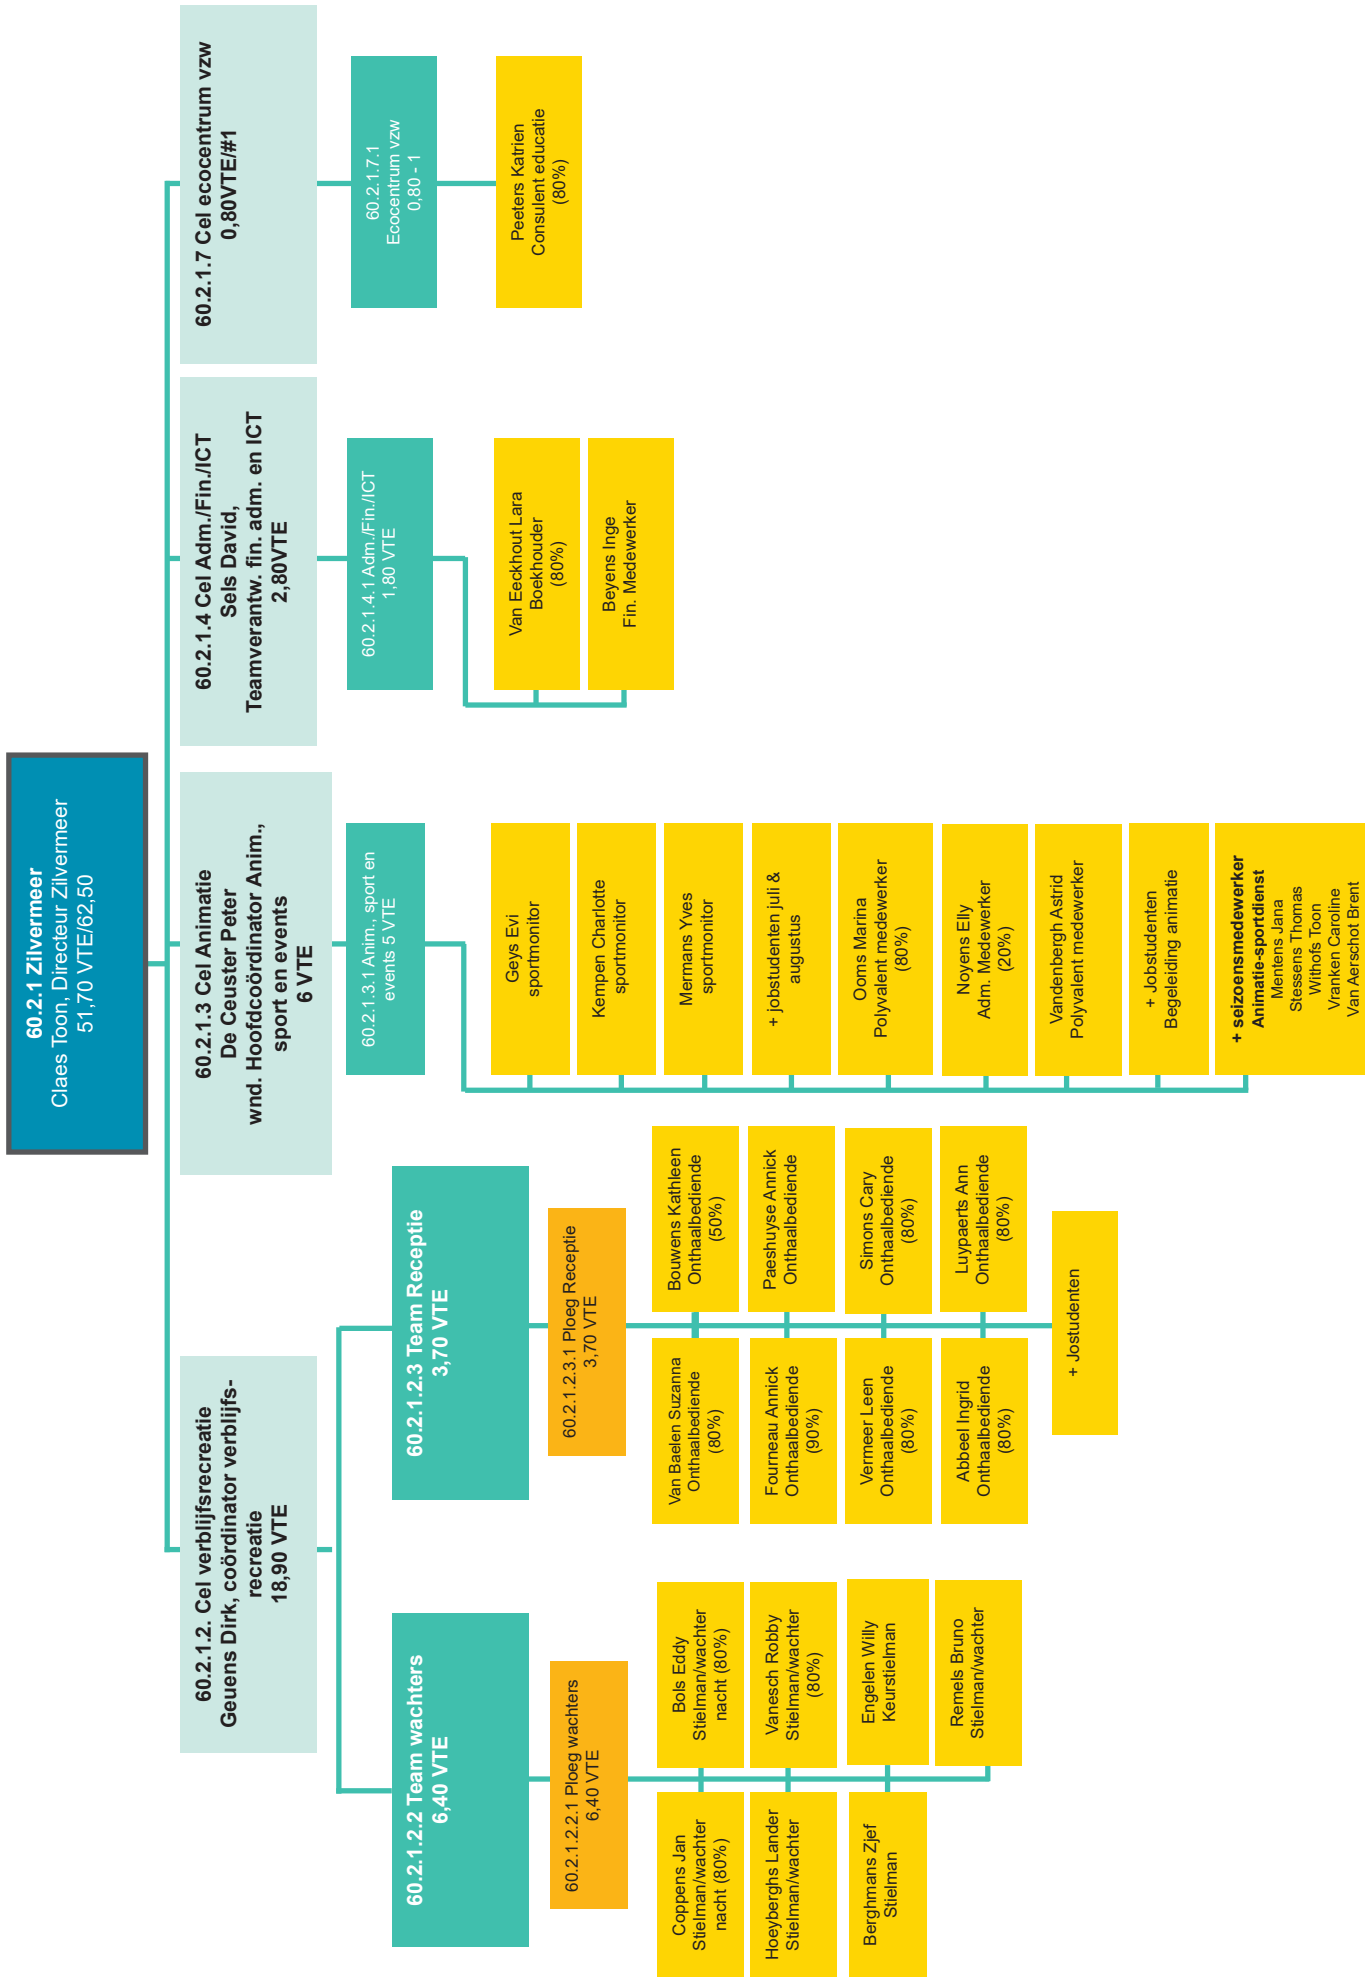 60.2.1 Zilvermeer
Claes Toon, Directeur Zilvermeer
51,70 VTE/62,50
60.2.1.2. Cel verblijfsrecreatie
Geuens Dirk, coördinator verblijfs-
recreatie
18,90 VTE
60.2.1.2.2 Team wachters
6,40 VTE
60.2.1.2.2.1 Ploeg wachters
6,40 VTE
Coppens Jan
Stielman/wachter
nacht (80%)
Bols Eddy
Stielman/wachter
nacht (80%)
Hoeyberghs Lander
Stielman/wachter
Vanesch Robby
Stielman/wachter
(80%)
Berghmans Zjef
Stielman
Engelen Willy
Keurstielman
Remels Bruno
Stielman/wachter
60.2.1.2.3 Team Receptie
3,70 VTE
60.2.1.2.3.1 Ploeg Receptie
3,70 VTE
Van Baelen Suzanna
Onthaalbediende
(80%)
Bouwens Kathleen
Onthaalbediende
(50%)
Fourneau Annick
Onthaalbediende
(90%)
Paeshuyse Annick
Onthaalbediende
Vermeer Leen
Onthaalbediende
(80%)
Simons Cary
Onthaalbediende
(80%)
Abbeel Ingrid
Onthaalbediende
(80%)
Luypaerts Ann
Onthaalbediende
(80%)
+ Jostudenten
60.2.1.3 Cel Animatie
De Ceuster Peter
wnd. Hoofdcoördinator Anim.,
sport en events
6 VTE
60.2.1.3.1 Anim., sport en
events 5 VTE
Geys Evi
sportmonitor
Kempen Charlotte
sportmonitor
Mermans Yves
sportmonitor
+ jobstudenten juli &
augustus
Ooms Marina
Polyvalent medewerker
(80%)
Noyens Elly
Adm. Medewerker
(20%)
Vandenbergh Astrid
Polyvalent medewerker
+ Jobstudenten
Begeleiding animatie
+ seizoensmedewerker
Animatie-sportdienst
Mentens Jana
Stessens Thomas
Withofs Toon
Vranken Caroline
Van Aerschot Brent
60.2.1.4 Cel Adm./Fin./ICT
Sels David,
Teamverantw. fin. adm. en ICT
2,80VTE
60.2.1.4.1 Adm./Fin./ICT
1,80 VTE
Van Eeckhout Lara
Boekhouder
(80%)
Beyens Inge
Fin. Medewerker
60.2.1.7 Cel ecocentrum vzw
0,80VTE/#1
60.2.1.7.1
Ecocentrum vzw
0,80 - 1
Peeters Katrien
Consulent educatie
(80%)